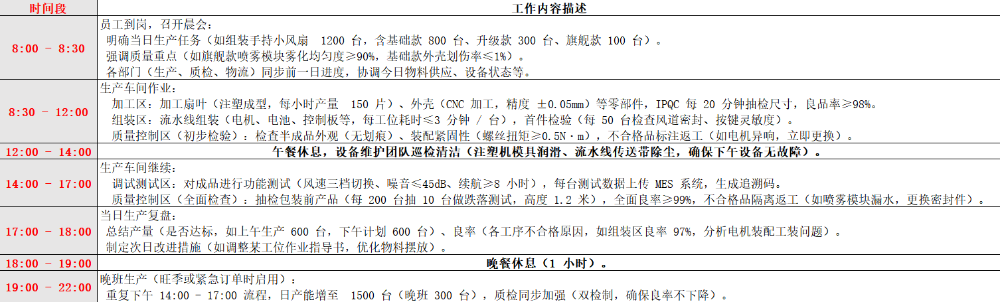 时间段 工作内容描述
8:00 - 8:30
员工到岗，召开晨会：
明确当日生产任务（如组装手持小风扇 1200 台，含基础款 800 台、升级款 300 台、旗舰款 100 台）。
强调质量重点（如旗舰款喷雾模块雾化均匀度≥90%，基础款外壳划伤率≤1%）。
各部门（生产、质检、物流）同步前一日进度，协调今日物料供应、设备状态等。
8:30 - 12:00
生产车间作业：
加工区：加工扇叶（注塑成型，每小时产量 150 片）、外壳（CNC 加工，精度 ±0.05mm）等零部件，IPQC 每 20 分钟抽检尺寸，良品率≥98%。
组装区：流水线组装（电机、电池、控制板等，每工位耗时≤3 分钟 / 台），首件检验（每 50 台检查风道密封、按键灵敏度）。
质量控制区（初步检验）：检查半成品外观（无划痕）、装配紧固性（螺丝扭矩≥0.5N·m），不合格品标注返工（如电机异响，立即更换）。
12:00 - 14:00 午餐休息，设备维护团队巡检清洁（注塑机模具润滑、流水线传送带除尘，确保下午设备无故障）。
14:00 - 17:00
生产车间继续：
调试测试区：对成品进行功能测试（风速三档切换、噪音≤45dB、续航≥8 小时），每台测试数据上传 MES 系统，生成追溯码。
质量控制区（全面检查）：抽检包装前产品（每 200 台抽 10 台做跌落测试，高度 1.2 米），全面良率≥99%，不合格品隔离返工（如喷雾模块漏水，更换密封件）。
17:00 - 18:00
当日生产复盘：
总结产量（是否达标，如上午生产 600 台，下午计划 600 台）、良率（各工序不合格原因，如组装区良率 97%，分析电机装配工装问题）。
制定次日改进措施（如调整某工位作业指导书，优化物料摆放）。
18:00 - 19:00 晚餐休息（1 小时）。
19:00 - 22:00
晚班生产（旺季或紧急订单时启用）：
重复下午 14:00 - 17:00 流程，日产能增至 1500 台（晚班 300 台），质检同步加强（双检制，确保良率不下降）。